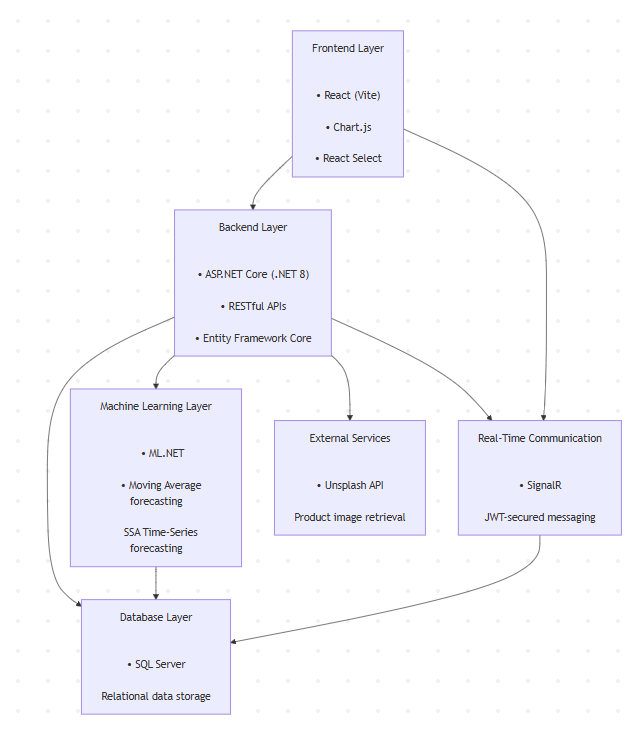 Frontend Layer
• React (Vite)
• Chart.js
• React Select
Backend Layer
• ASP.NET Core (.NET 8)
• RESTful APIs
• Entity Framework Core
Machine Learning Layer
• ML.NET
• Moving Average
forecasting
SSA Time-Series
forecasting
External Services
• Unsplash API
Product image retrieval
Real-Time Communication
• SignalR
JWT-secured messaging
Database Layer
• SQL Server
Relational data storage